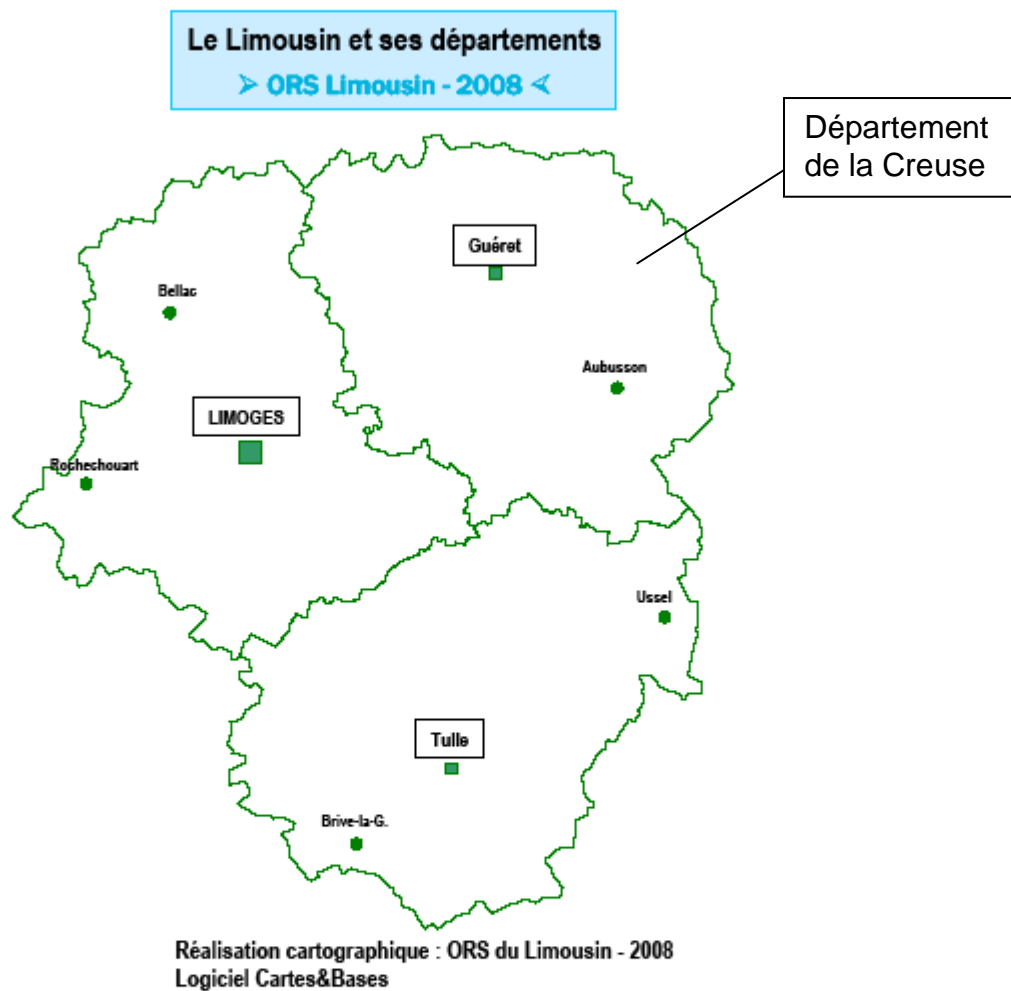 Le Limousin et ses départements
➢ ORS Limousin - 2008 ⮘
Département
de la Creuse
Guéret
Bellac
Aubusson
LIMOGES
Rochechouart
Ussel
Tulle
Brive-la-G.
Réalisation cartographique : ORS du Limousin - 2008
Logiciel Cartes&Bases